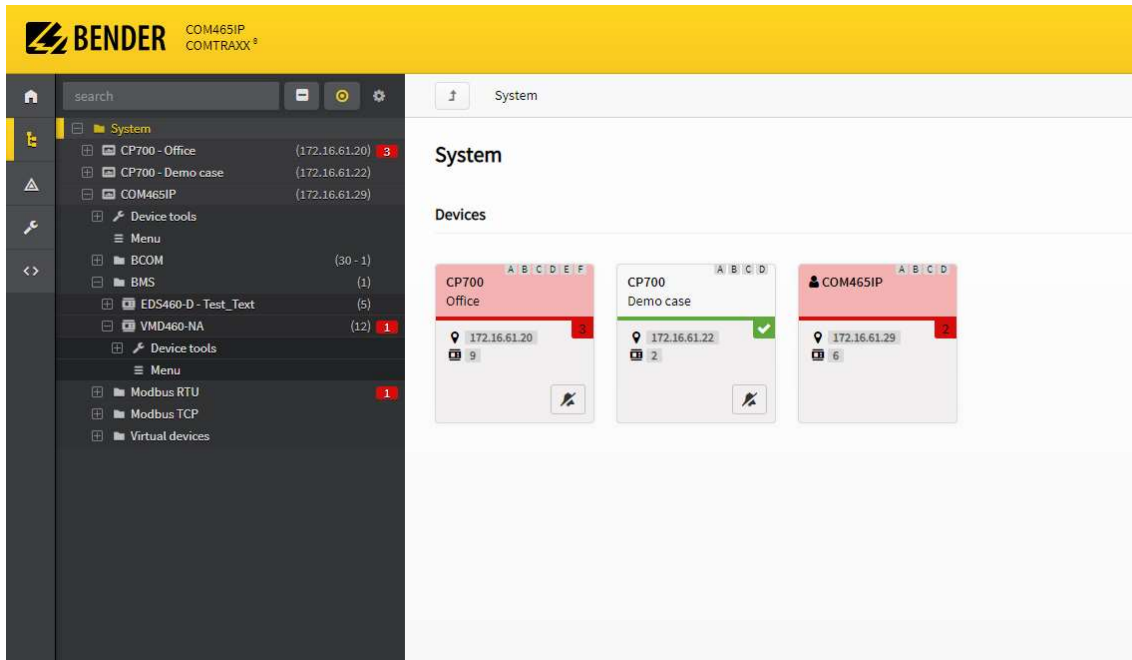 BENDER
COM465IP
COMTRAXX®
search
System
CP700 - Office (172.16.61.20) 3
CP700 - Demo case (172.16.61.22)
COM465IP (172.16.61.29)
Device tools
Menu
BCOM (30 - 1)
BMS (1)
EDS460-D - Test_Text (5)
VMD460-NA (12) 1
Device tools
Menu
Modbus RTU 1
Modbus TCP
Virtual devices
System
System
Devices
A B C D E F
CP700
Office
3
172.16.61.20
9
A B C D
CP700
Demo case
172.16.61.22
2
A B C D
COM465IP
2
172.16.61.29
6